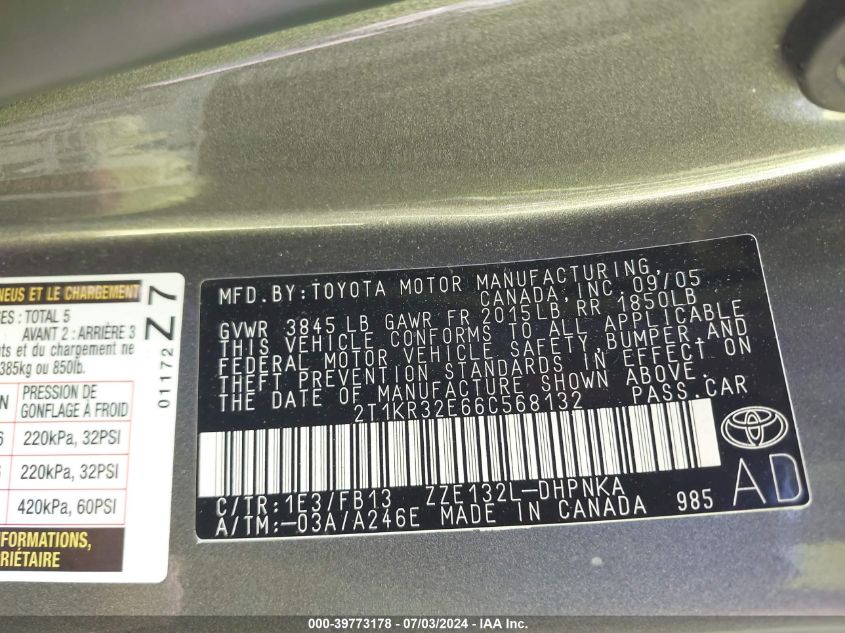 NEUS ET LE CHARGEMENT
ES: TOTAL 5
AVANT 2 : ARRIÈRE 3
ts et du chargement ne
385kg ou 850lb.
01172 Z7
N
PRESSION DE
GONFLAGE À FROID
6
220kPa, 32PSI
220kPa, 32PSI
420kPa, 60PSI
NFORMATIONS,
PRIÉTAIRE
MFD.BY:TOYOTA MOTOR MANUFACTURING,
CANADA,INC. 09/05
GVWR 3845 LB GAWR FR 2015LB RR 1850LB
THIS VEHICLE CONFORMS TO ALL APPLICABLE
FEDERAL MOTOR VEHICLE SAFETY,BUMPER,AND
THEFT PREVENTION STANDARDS IN EFFECT ON
THE DATE OF MANUFACTURE SHOWN ABOVE.
2T1KR32E66C568132 PASS.CAR
C/TR:1E3/FB13 ZZE132L-DHPNKA
A/TM:-03A/A246E MADE IN CANADA 985
TOYOTA
AD
000-39773178 - 07/03/2024 - IAA Inc.